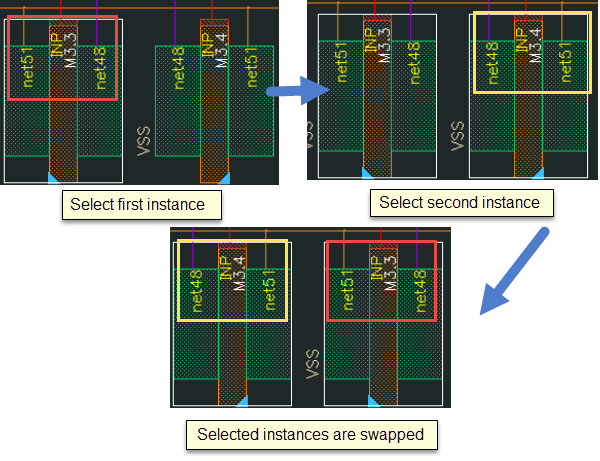 net51
INP
M3.3
net48
VSS
net48
INP
M3.4
net51
Select first instance
net51
INP
M3.3
net48
VSS
net48
INP
M3.4
net51
Select second instance
net48
INP
M3.4
net51
VSS
net51
INP
M3.3
net48
Selected instances are swapped